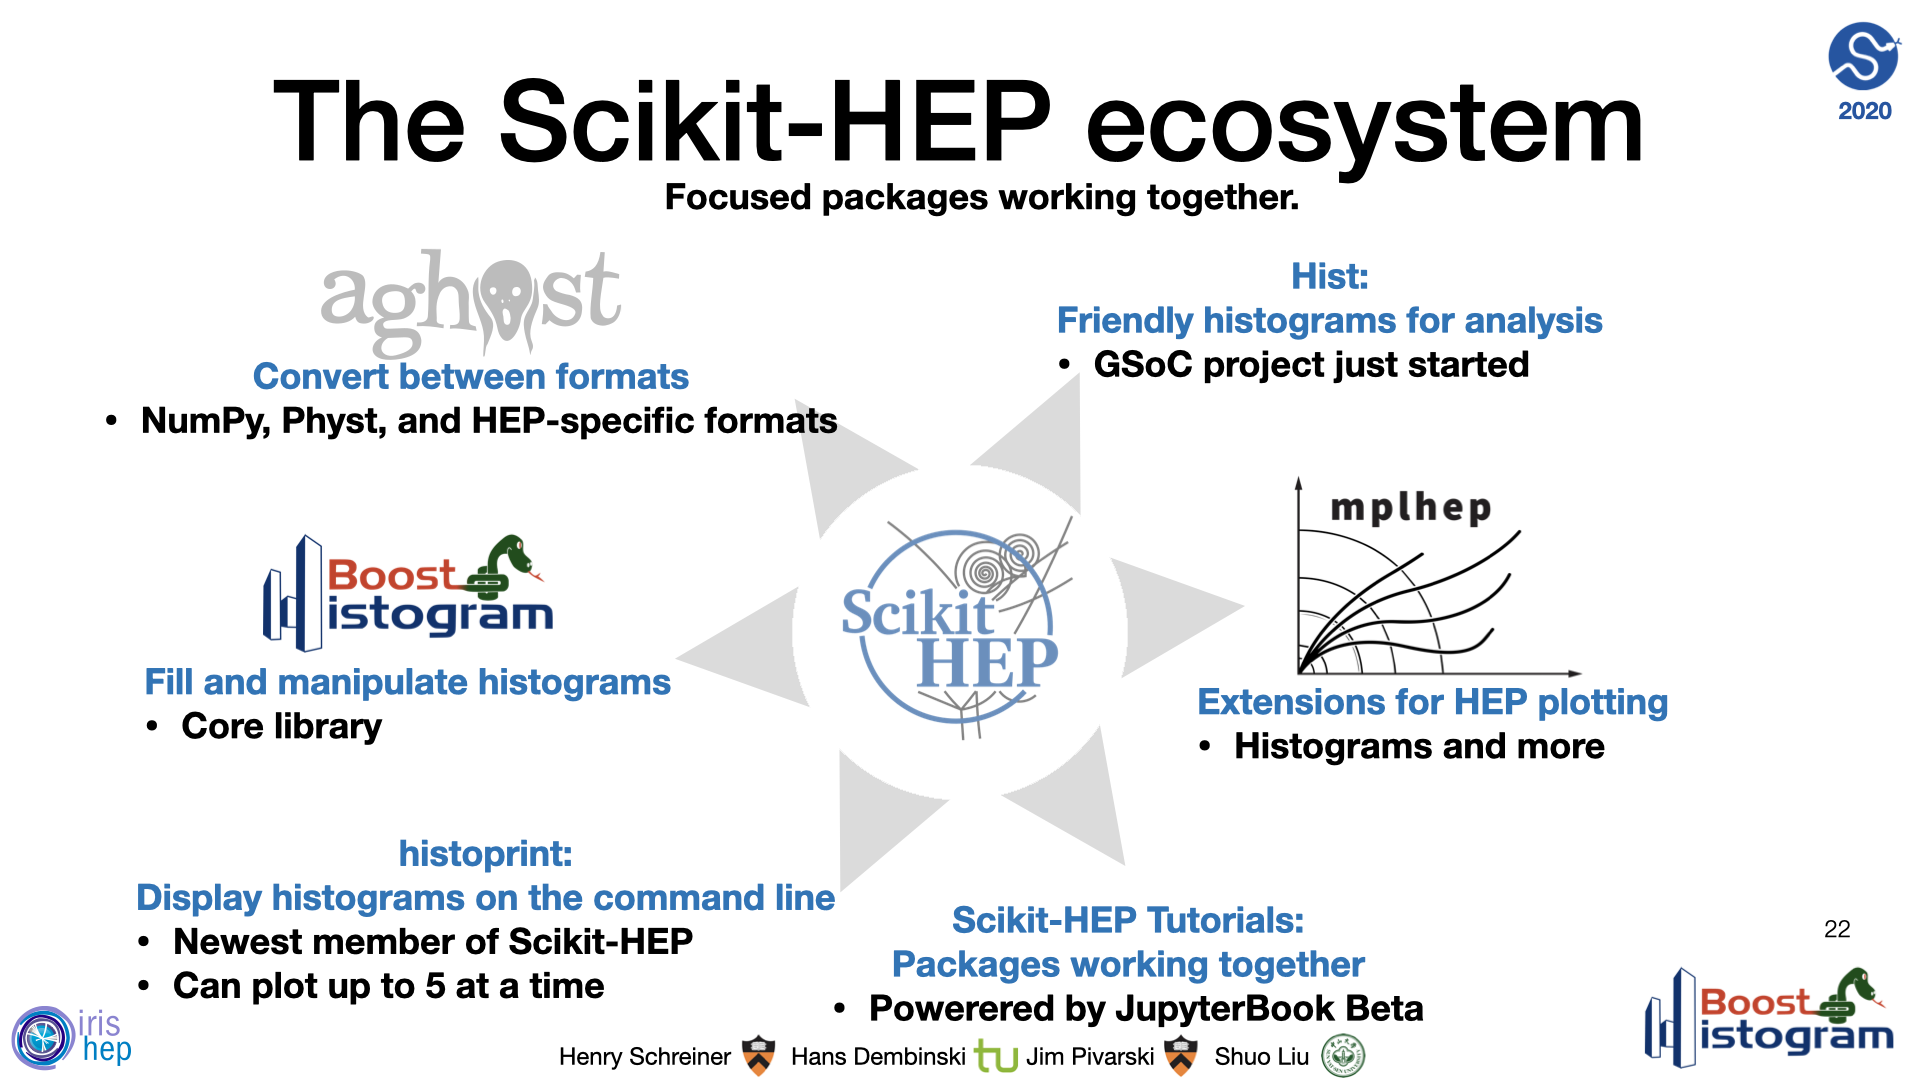 The Scikit-HEP ecosystem
2020
Focused packages working together.
aghast
Convert between formats
• NumPy, Physt, and HEP-specific formats
Hist:
Friendly histograms for analysis
• GSoC project just started
Boost
istogram
Fill and manipulate histograms
• Core library
Scikit
HEP
mplhep
Extensions for HEP plotting
• Histograms and more
histoprint:
Display histograms on the command line
• Newest member of Scikit-HEP
• Can plot up to 5 at a time
Scikit-HEP Tutorials:
Packages working together
• Powerered by JupyterBook Beta
22
iris
hep
Henry Schreiner Hans Dembinski tu Jim Pivarski Shuo Liu
Boost
istogram